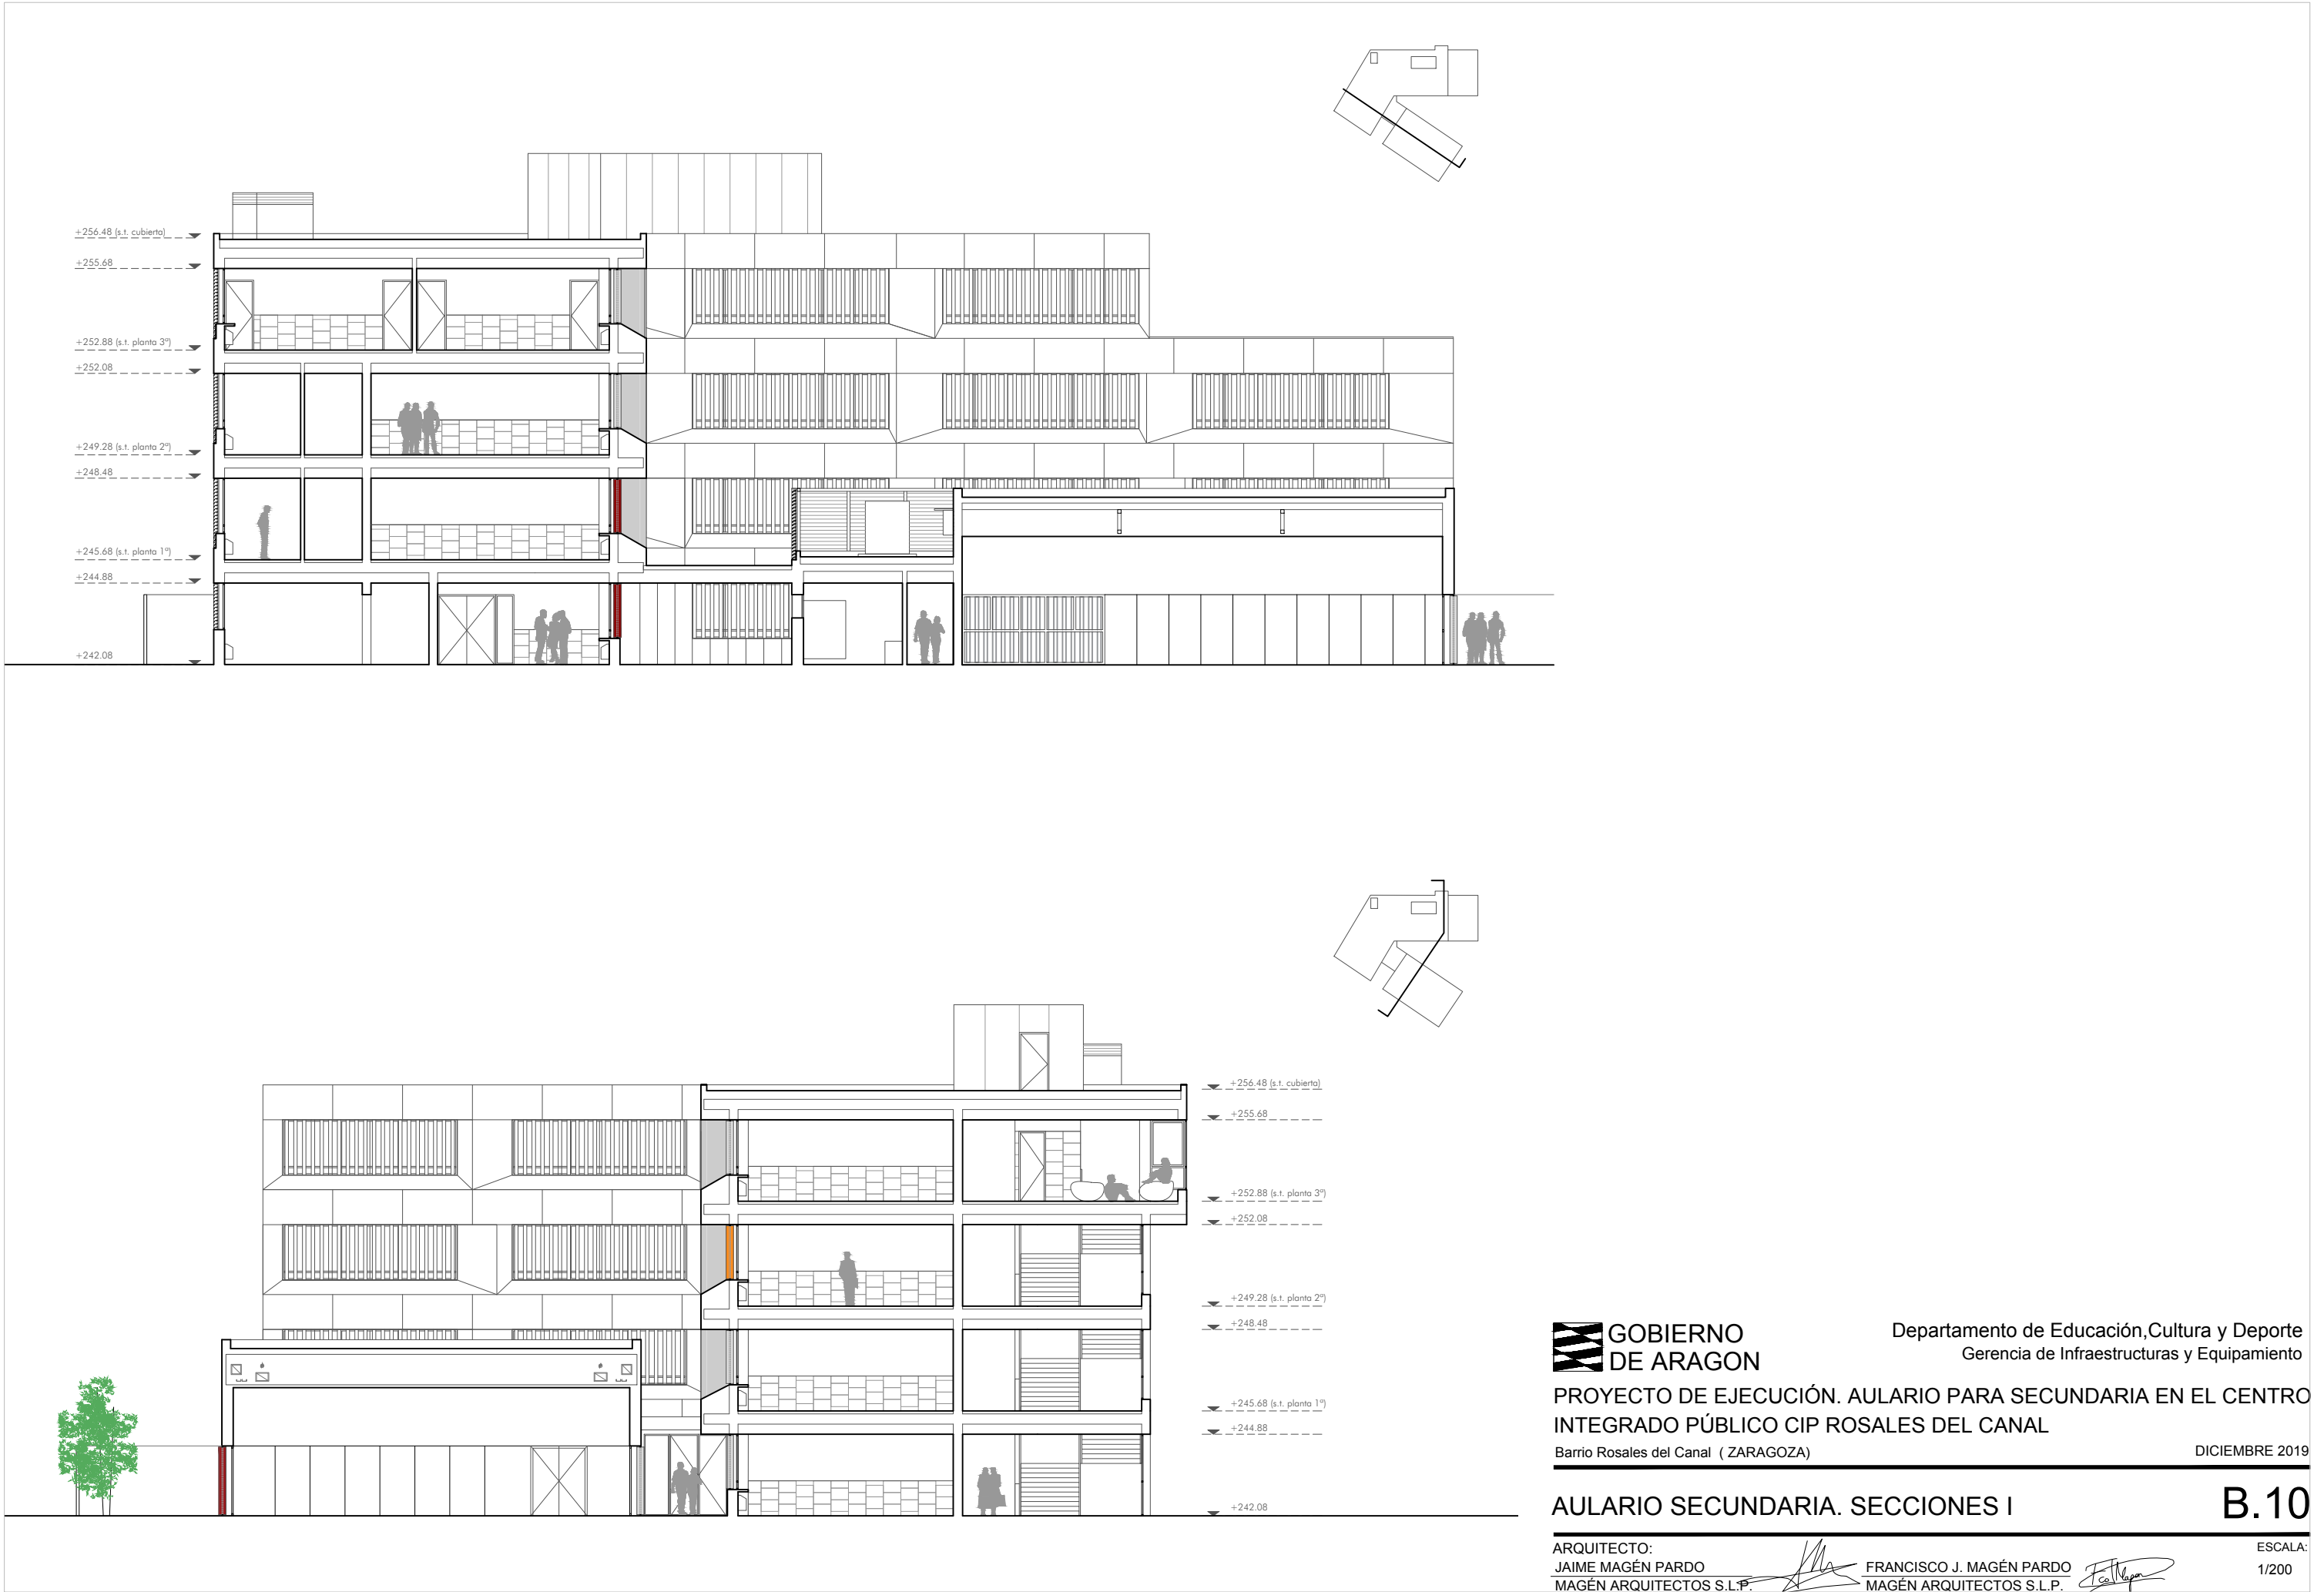 +256.48 (s.t. cubierta)
+255.68
+252.88 (s.t. planta 3ª)
+252.08
+249.28 (s.t. planta 2ª)
+248.48
+245.68 (s.t. planta 1ª)
+244.88
+242.08
+256.48 (s.t. cubierta)
+255.68
+252.88 (s.t. planta 3ª)
+252.08
+249.28 (s.t. planta 2ª)
+248.48
+245.68 (s.t. planta 1ª)
+244.88
+242.08
GOBIERNO
DE ARAGON
Departamento de Educación,Cultura y Deporte
Gerencia de Infraestructuras y Equipamiento
PROYECTO DE EJECUCIÓN. AULARIO PARA SECUNDARIA EN EL CENTRO
INTEGRADO PÚBLICO CIP ROSALES DEL CANAL
Barrio Rosales del Canal ( ZARAGOZA)
DICIEMBRE 2019
AULARIO SECUNDARIA. SECCIONES I
B.10
ARQUITECTO:
JAIME MAGÉN PARDO
MAGÉN ARQUITECTOS S.L.P.
FRANCISCO J. MAGÉN PARDO
MAGÉN ARQUITECTOS S.L.P.
ESCALA:
1/200